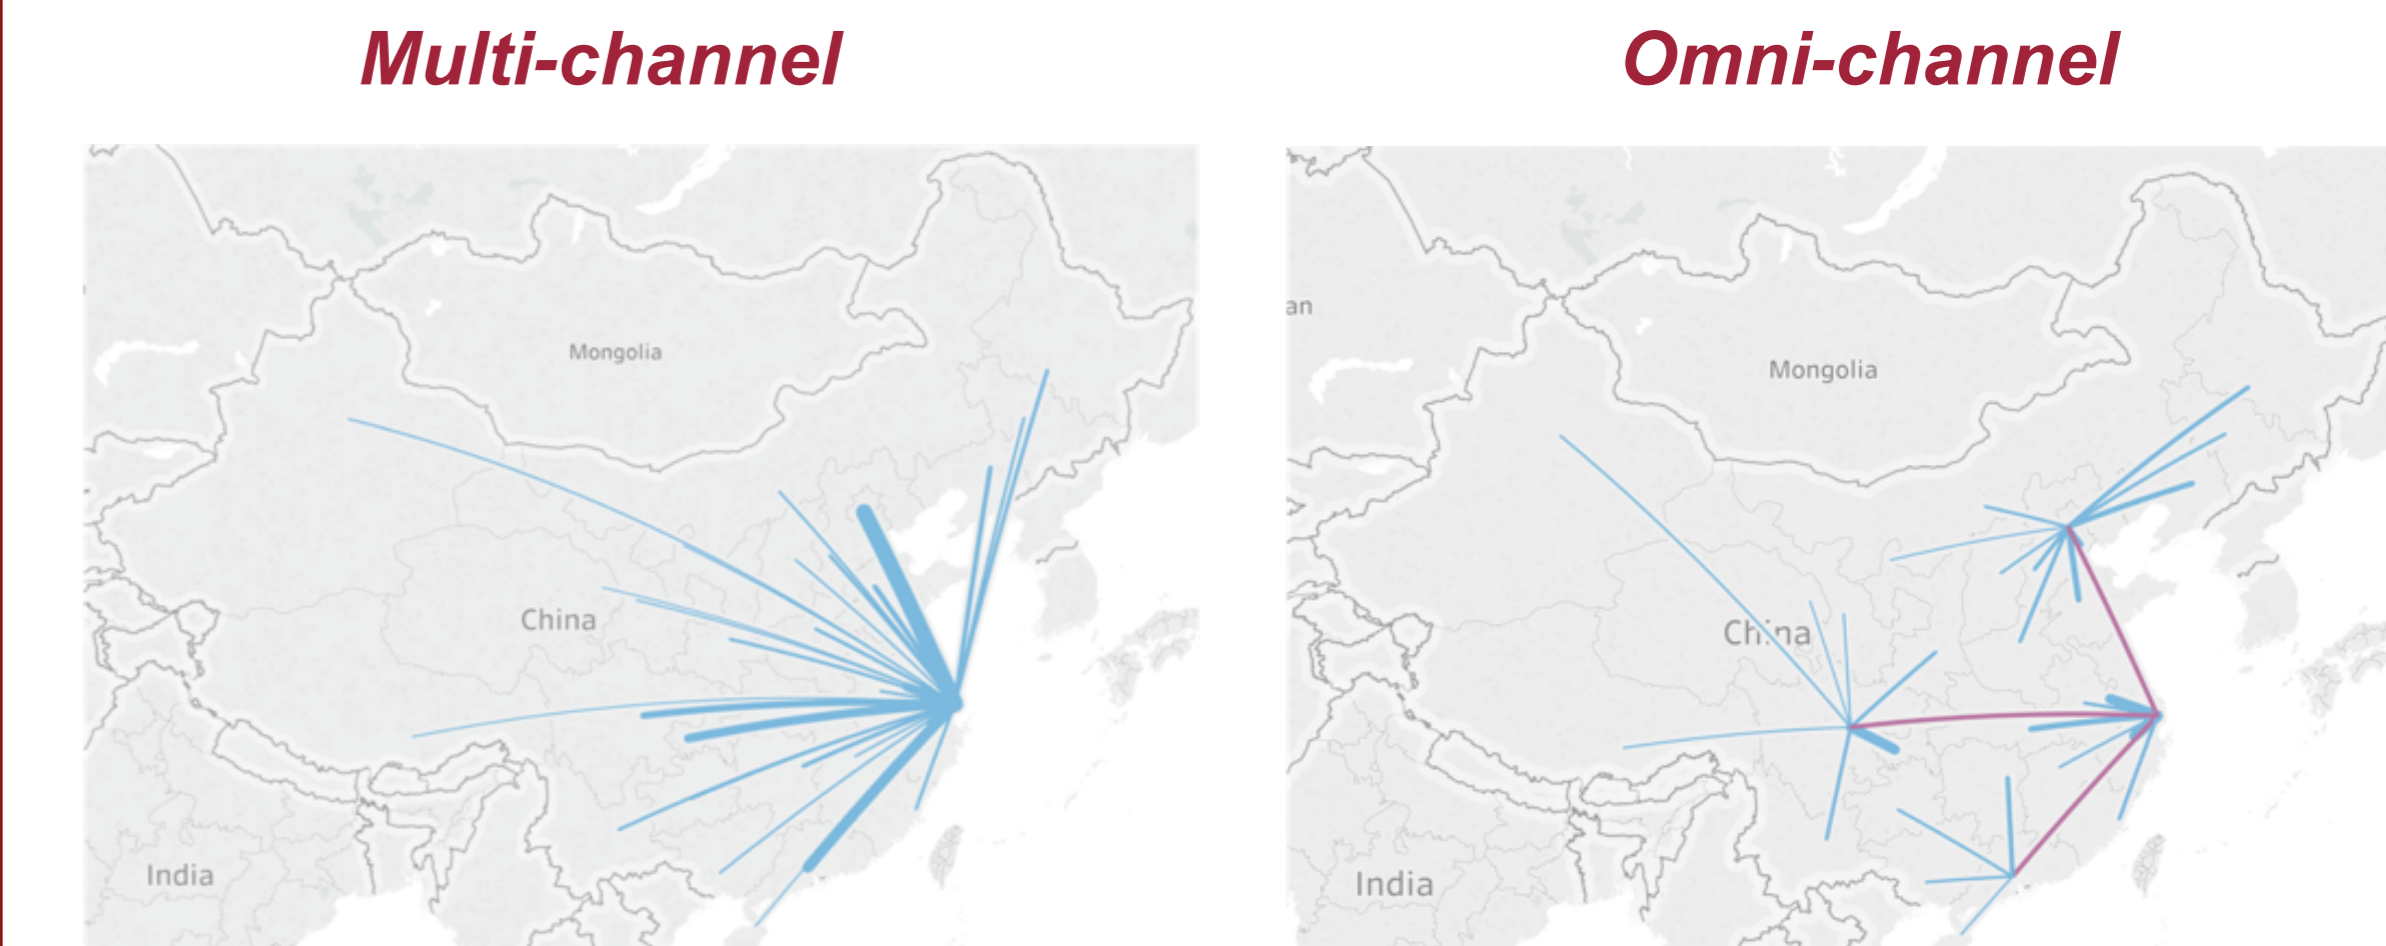 Multi-channel
Omni-channel
Mongolia
China
India
an
Mongolia
China
India